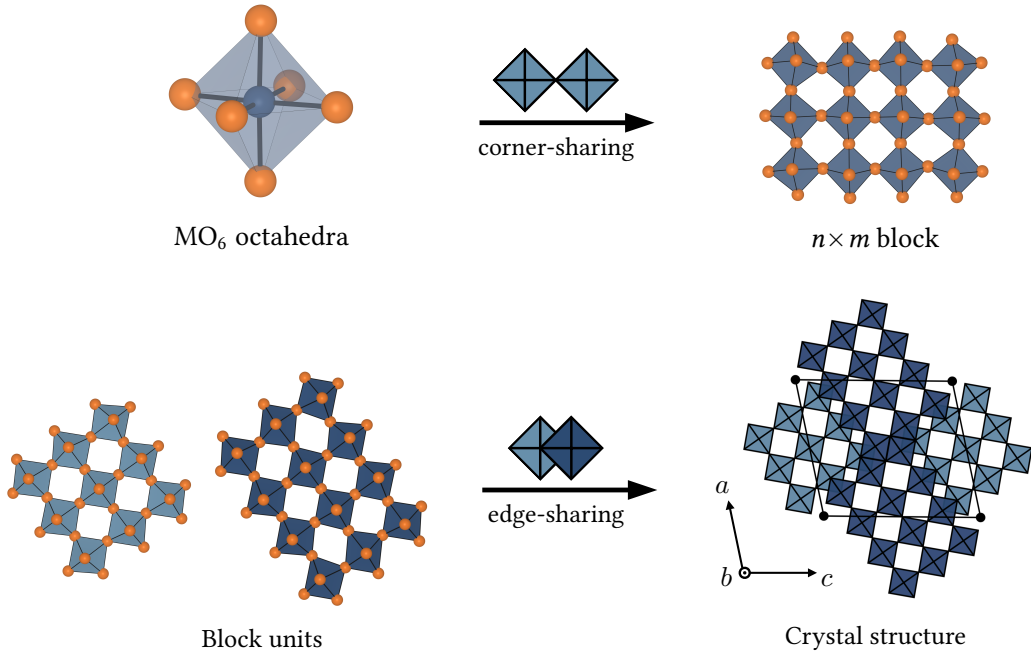 corner-sharing
MO₆ octahedra
n×m block
edge-sharing
a
b
c
Block units
Crystal structure